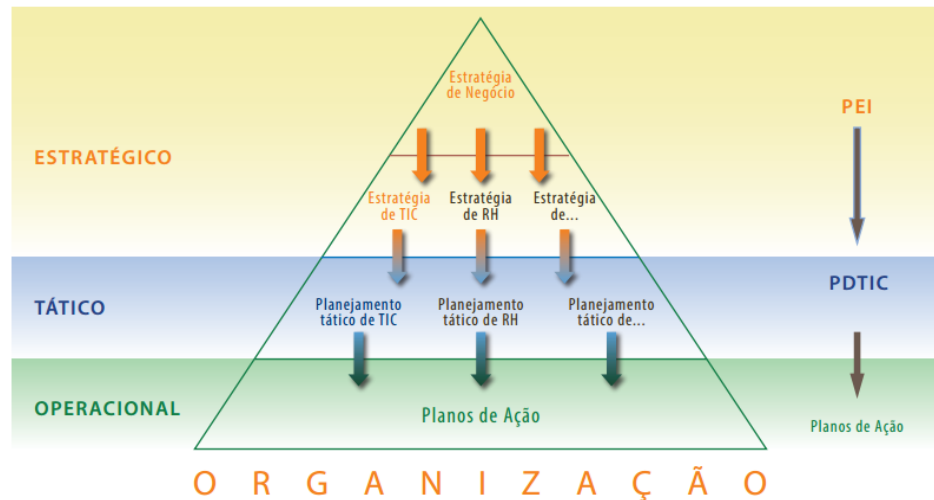 Estratégia
de Negócio
PEI
ESTRATÉGICO
Estratégia
de TIC
Estratégia
de RH
Estratégia
de...
TÁTICO
Planejamento
tático de TIC
Planejamento
tático de RH
Planejamento
tático de...
PDTIC
OPERACIONAL
Planos de Ação
Planos de Ação
ORGANIZAÇÃO